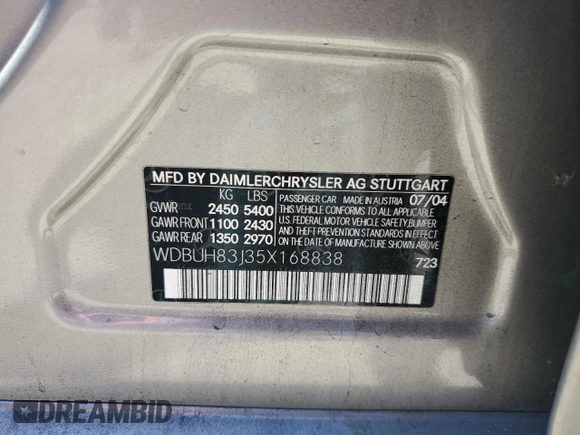 MFD BY DAIMLERCHRYSLER AG STUTTGART
KG LBS
GVWR 2450 5400
GAWR FRONT 1100 2430
GAWR REAR 1350 2970
PASSENGER CAR MADE IN AUSTRIA 07/04
THIS VEHICLE CONFORMS TO ALL APPLICABLE
U.S. FEDERAL MOTOR VEHICLE SAFETY, BUMPER,
AND THEFT PREVENTION STANDARDS IN EFFECT
ON THE DATE OF MANUFACTURE SHOWN ABOVE.
WDBUH83J35X168838
723
DREAMBID